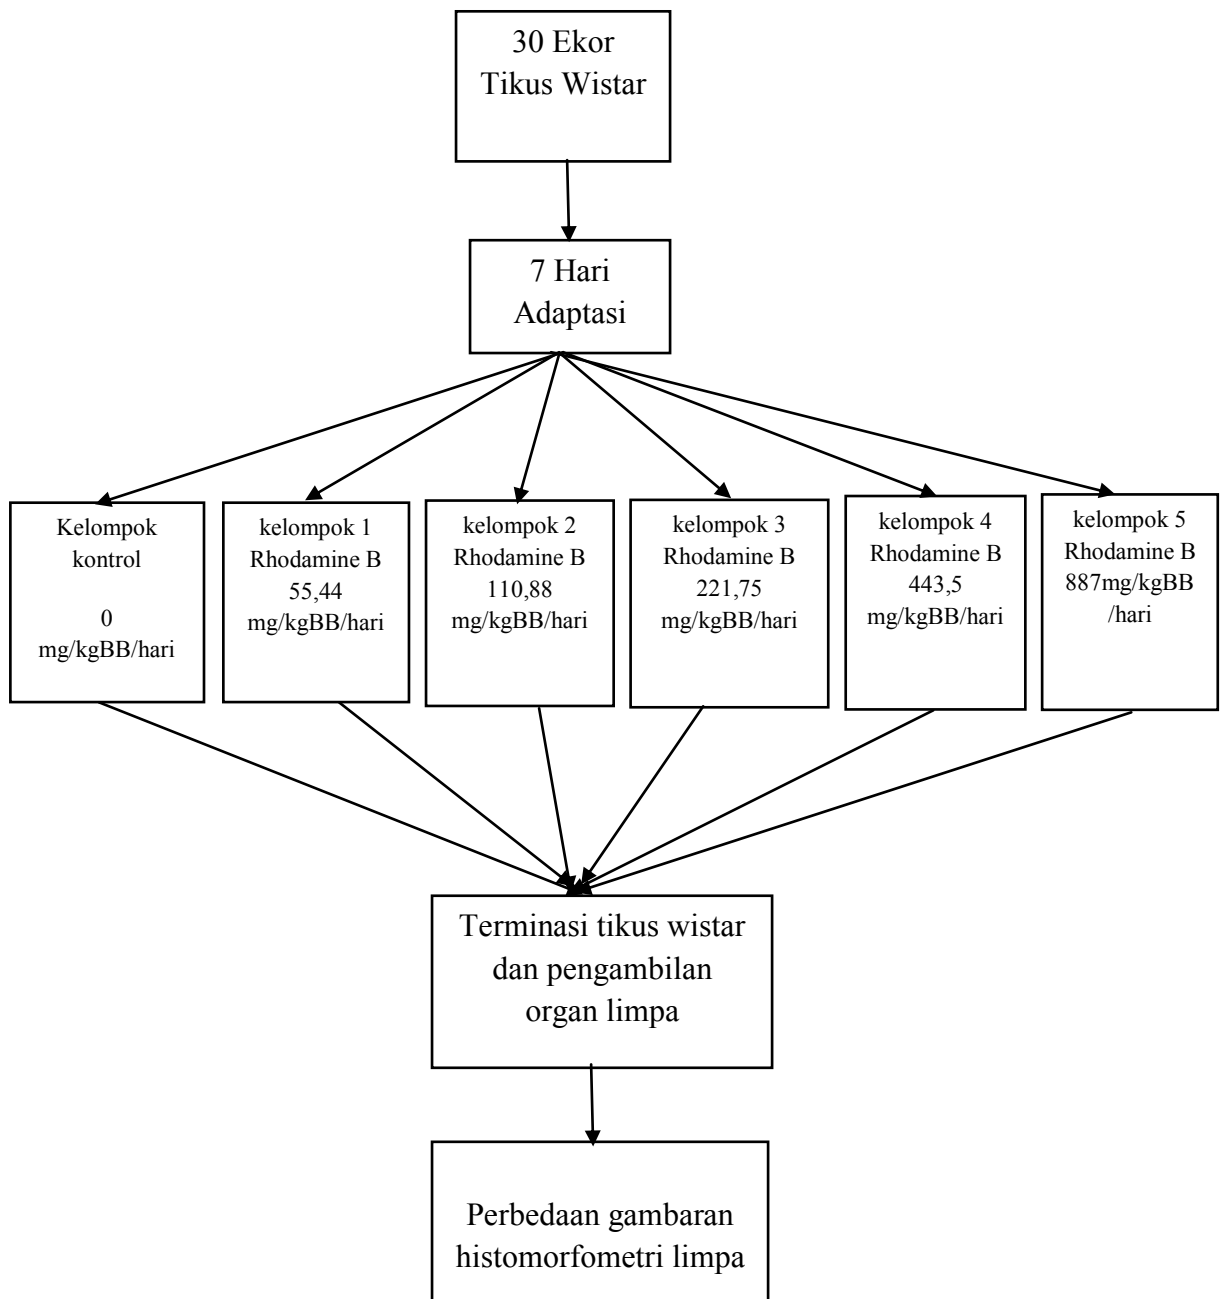 30 Ekor
Tikus Wistar
7 Hari
Adaptasi
Kelompok
kontrol
0
mg/kgBB/hari
kelompok 1
Rhodamine B
55,44
mg/kgBB/hari
kelompok 2
Rhodamine B
110,88
mg/kgBB/hari
kelompok 3
Rhodamine B
221,75
mg/kgBB/hari
kelompok 4
Rhodamine B
443,5
mg/kgBB/hari
kelompok 5
Rhodamine B
887mg/kgBB
/hari
Terminasi tikus wistar
dan pengambilan
organ limpa
Perbedaan gambaran
histomorfometri limpa